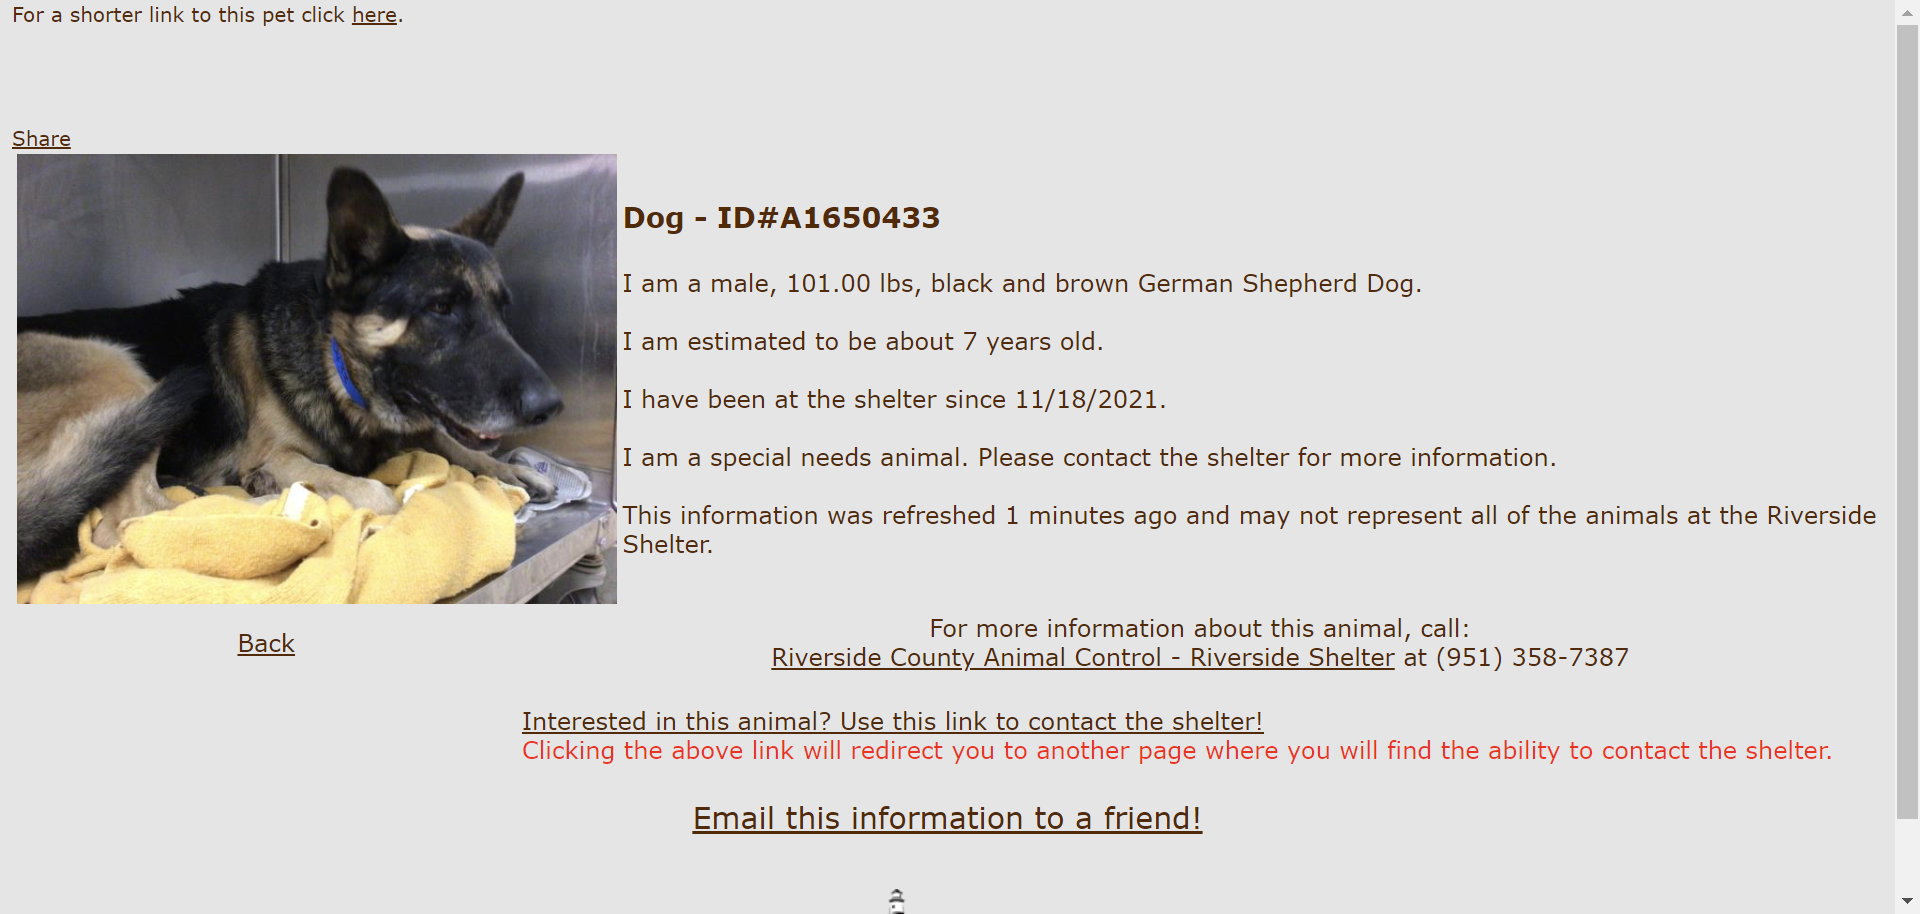 For a shorter link to this pet click here.
Share
Dog - ID#A1650433
I am a male, 101.00 lbs, black and brown German Shepherd Dog.
I am estimated to be about 7 years old.
I have been at the shelter since 11/18/2021.
I am a special needs animal. Please contact the shelter for more information.
This information was refreshed 1 minutes ago and may not represent all of the animals at the Riverside
Shelter.
Back
For more information about this animal, call:
Riverside County Animal Control - Riverside Shelter at (951) 358-7387
Interested in this animal? Use this link to contact the shelter!
Clicking the above link will redirect you to another page where you will find the ability to contact the shelter.
Email this information to a friend!